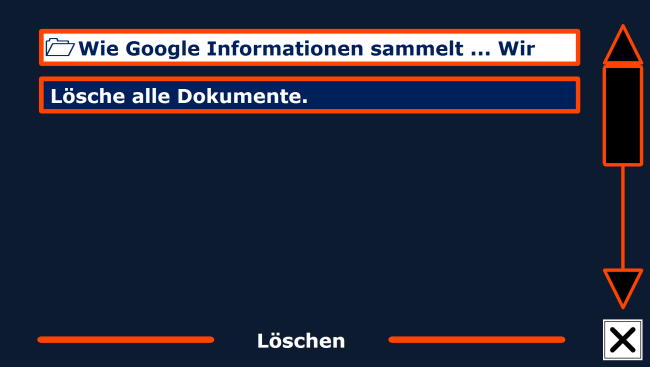 Wie Google Informationen sammelt ... Wir
Lösche alle Dokumente.
Löschen